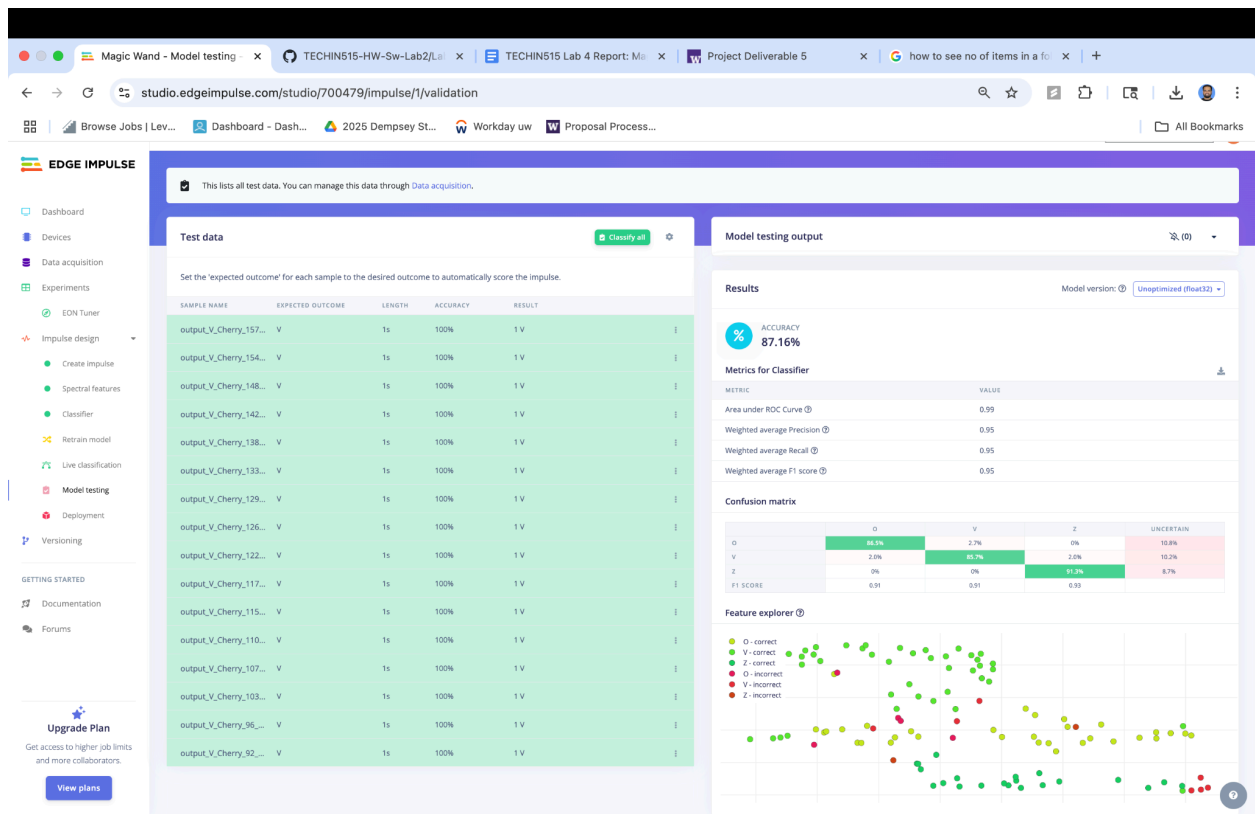 Magic Wand - Model testing -
TECHIN515-HW-Sw-Lab2/La
TECHIN515 Lab 4 Report: Ma
Project Deliverable 5
how to see no of items in a fo
studio.edgeimpulse.com/studio/700479/impulse/1/validation
Browse Jobs | Lev...
Dashboard - Dash...
2025 Dempsey St...
Workday uw
Proposal Process...
All Bookmarks
EDGE IMPULSE
Dashboard
Devices
Data acquisition
Experiments
EON Tuner
Impulse design
Create impulse
Spectral features
Classifier
Retrain model
Live classification
Model testing
Deployment
Versioning
GETTING STARTED
Documentation
Forums
Upgrade Plan
Get access to higher job limits
and more collaborators.
View plans
This lists all test data. You can manage this data through Data acquisition.
Test data
Classify all
Set the 'expected outcome' for each sample to the desired outcome to automatically score the impulse.
SAMPLE NAME EXPECTED OUTCOME LENGTH ACCURACY RESULT
output_V_Cherry_157... V 1s 100% 1 V
output_V_Cherry_154... V 1s 100% 1 V
output_V_Cherry_148... V 1s 100% 1 V
output_V_Cherry_142... V 1s 100% 1 V
output_V_Cherry_138... V 1s 100% 1 V
output_V_Cherry_133... V 1s 100% 1 V
output_V_Cherry_129... V 1s 100% 1 V
output_V_Cherry_126... V 1s 100% 1 V
output_V_Cherry_122... V 1s 100% 1 V
output_V_Cherry_117... V 1s 100% 1 V
output_V_Cherry_115... V 1s 100% 1 V
output_V_Cherry_110... V 1s 100% 1 V
output_V_Cherry_107... V 1s 100% 1 V
output_V_Cherry_103... V 1s 100% 1 V
output_V_Cherry_96_... V 1s 100% 1 V
output_V_Cherry_92_... V 1s 100% 1 V
Model testing output
(0)
Results
Model version: Unoptimized (float32)
%
ACCURACY
87.16%
Metrics for Classifier
METRIC VALUE
Area under ROC Curve 0.99
Weighted average Precision 0.95
Weighted average Recall 0.95
Weighted average F1 score 0.95
Confusion matrix
O V Z UNCERTAIN
O 86.5% 2.7% 0% 10.8%
V 2.0% 85.7% 2.0% 10.2%
Z 0% 0% 91.3% 8.7%
F1 SCORE 0.91 0.91 0.93
Feature explorer
O - correct
V - correct
Z - correct
O - incorrect
V - incorrect
Z - incorrect